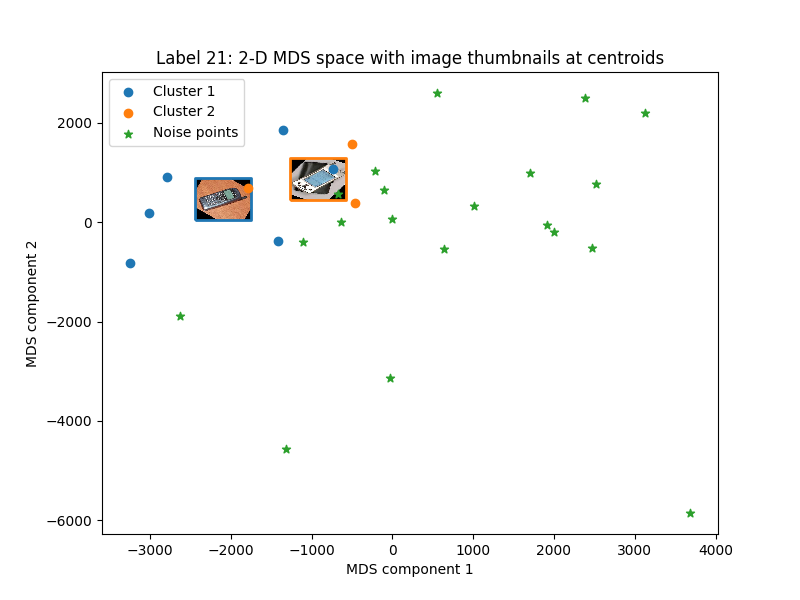 Label 21: 2-D MDS space with image thumbnails at centroids
Cluster 1
Cluster 2
Noise points
MDS component 2
2000
0
−2000
−4000
−6000
−3000 −2000 −1000 0 1000 2000 3000 4000
MDS component 1